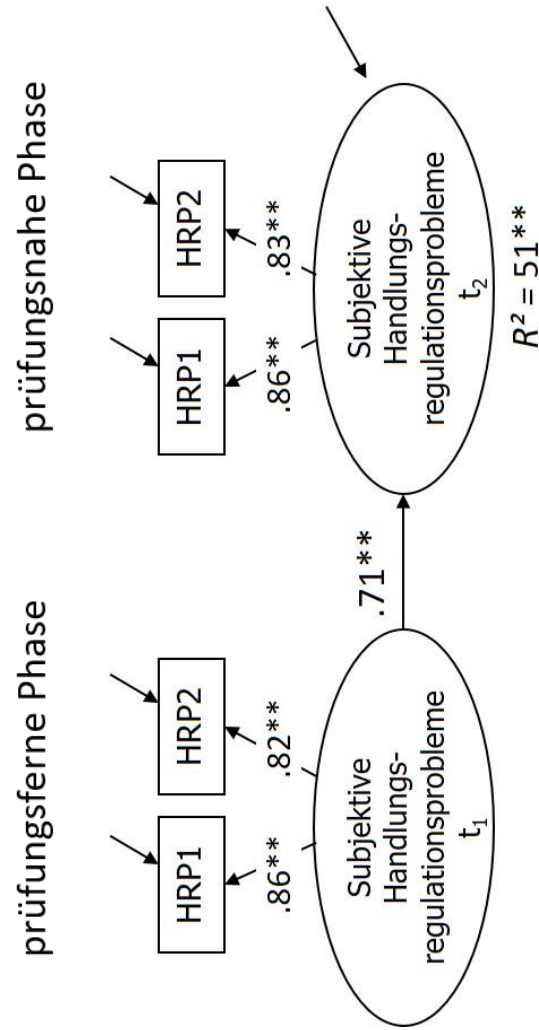 prüfungsferne Phase
prüfungsnahe Phase
HRP1
HRP2
HRP1
HRP2
.86**
.82**
.86**
.83**
Subjektive
Handlungs-
regulationsprobleme
t₁
.71**
Subjektive
Handlungs-
regulationsprobleme
t₂
R² = 51**